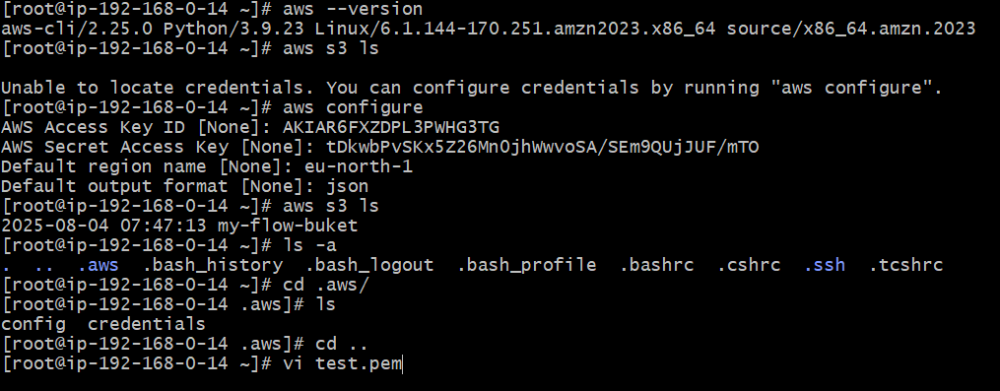 [root@ip-192-168-0-14 ~]# aws --version
aws-cli/2.25.0 Python/3.9.23 Linux/6.1.144-170.251.amzn2023.x86_64 source/x86_64.amzn.2023
[root@ip-192-168-0-14 ~]# aws s3 ls
Unable to locate credentials. You can configure credentials by running "aws configure".
[root@ip-192-168-0-14 ~]# aws configure
AWS Access Key ID [None]: AKIAR6FXZDPL3PWHG3TG
AWS Secret Access Key [None]: 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
Default region name [None]: eu-north-1
Default output format [None]: json
[root@ip-192-168-0-14 ~]# aws s3 ls
2025-08-04 07:47:13 my-flow-buket
[root@ip-192-168-0-14 ~]# ls -a
. .. .aws .bash_history .bash_logout .bash_profile .bashrc .cshrc .ssh .tcshrc
[root@ip-192-168-0-14 ~]# cd .aws/
[root@ip-192-168-0-14 .aws]# ls
config credentials
[root@ip-192-168-0-14 .aws]# cd ..
[root@ip-192-168-0-14 ~]# vi test.pem